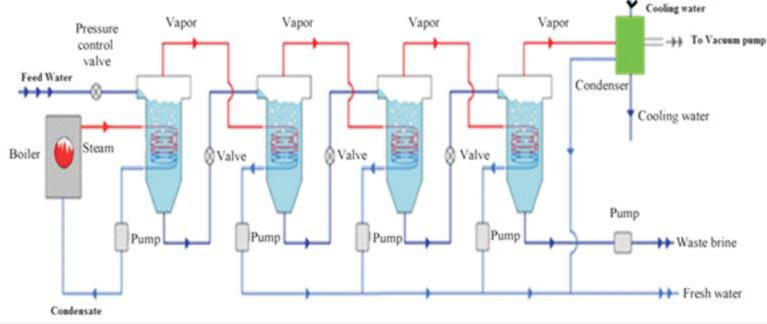 Cooling water
Vapor
Vapor
Vapor
Vapor
Pressure
control
valve
To Vacuum pump
Feed Water
Condenser
Cooling water
Boiler
Steam
Valve
Valve
Valve
Pump
Pump
Pump
Pump
Pump
Waste brine
Fresh water
Condensate